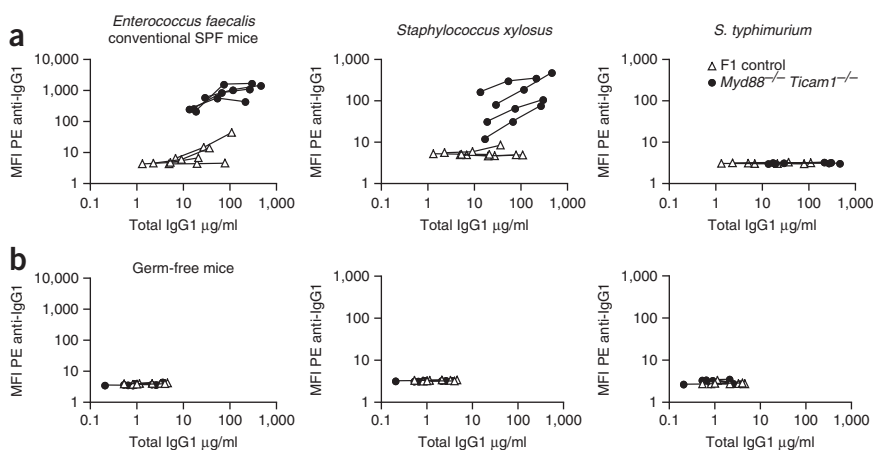 a
Enterococcus faecalis
conventional SPF mice
MFI PE anti-IgG1
10,000
1,000
100
10
1
0.1 1 10 100 1,000
Total IgG1 µg/ml
Staphylococcus xylosus
MFI PE anti-IgG1
1,000
100
10
1
0.1 1 10 100 1,000
Total IgG1 µg/ml
S. typhimurium
F1 control
Myd88–/– Ticam1–/–
MFI PE anti-IgG1
1,000
100
10
1
0.1 1 10 100 1,000
Total IgG1 µg/ml
b
Germ-free mice
MFI PE anti-IgG1
10,000
1,000
100
10
1
0.1 1 10 100 1,000
Total IgG1 µg/ml
MFI PE anti-IgG1
1,000
100
10
1
0.1 1 10 100 1,000
Total IgG1 µg/ml
MFI PE anti-IgG1
1,000
100
10
1
0.1 1 10 100 1,000
Total IgG1 µg/ml